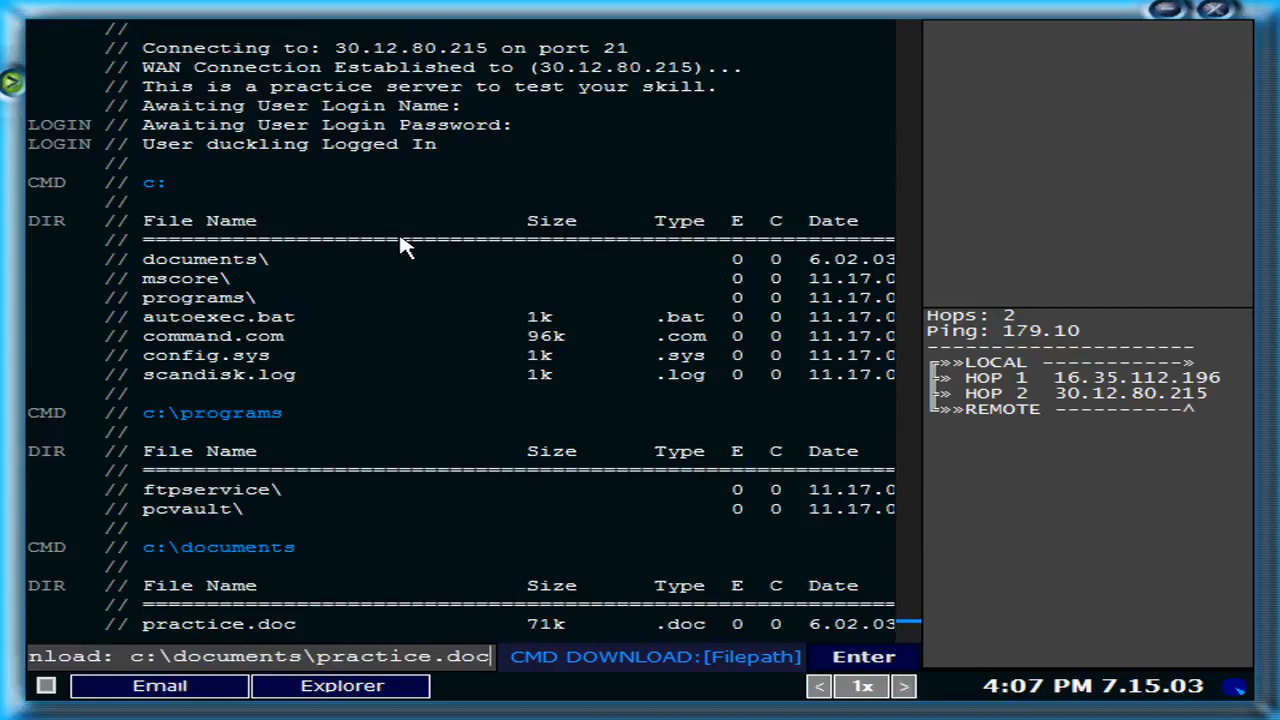 //
// Connecting to: 30.12.80.215 on port 21
// WAN Connection Established to (30.12.80.215)...
// This is a practice server to test your skill.
// Awaiting User Login Name:
LOGIN // Awaiting User Login Password:
LOGIN // User duckling Logged In
//
CMD // c:
//
DIR // File Name Size Type E C Date
// ===========================================================
// documents\ 0 0 6.02.03
// mscore\ 0 0 11.17.0
// programs\ 0 0 11.17.0
// autoexec.bat 1k .bat 0 0 11.17.0
// command.com 96k .com 0 0 11.17.0
// config.sys 1k .sys 0 0 11.17.0
// scandisk.log 1k .log 0 0 11.17.0
//
CMD // c:\programs
//
DIR // File Name Size Type E C Date
// ===========================================================
// ftpservice\ 0 0 11.17.0
// pcvault\ 0 0 11.17.0
//
CMD // c:\documents
//
DIR // File Name Size Type E C Date
// ===========================================================
// practice.doc 71k .doc 0 0 6.02.03
nload: c:\documents\practice.doc CMD DOWNLOAD:[Filepath] Enter
Hops: 2
Ping: 179.10
---------------------
╔»»LOCAL -----------»
╠» HOP 1 16.35.112.196
╠» HOP 2 30.12.80.215
╚»»REMOTE ----------^
Email Explorer < 1x > 4:07 PM 7.15.03